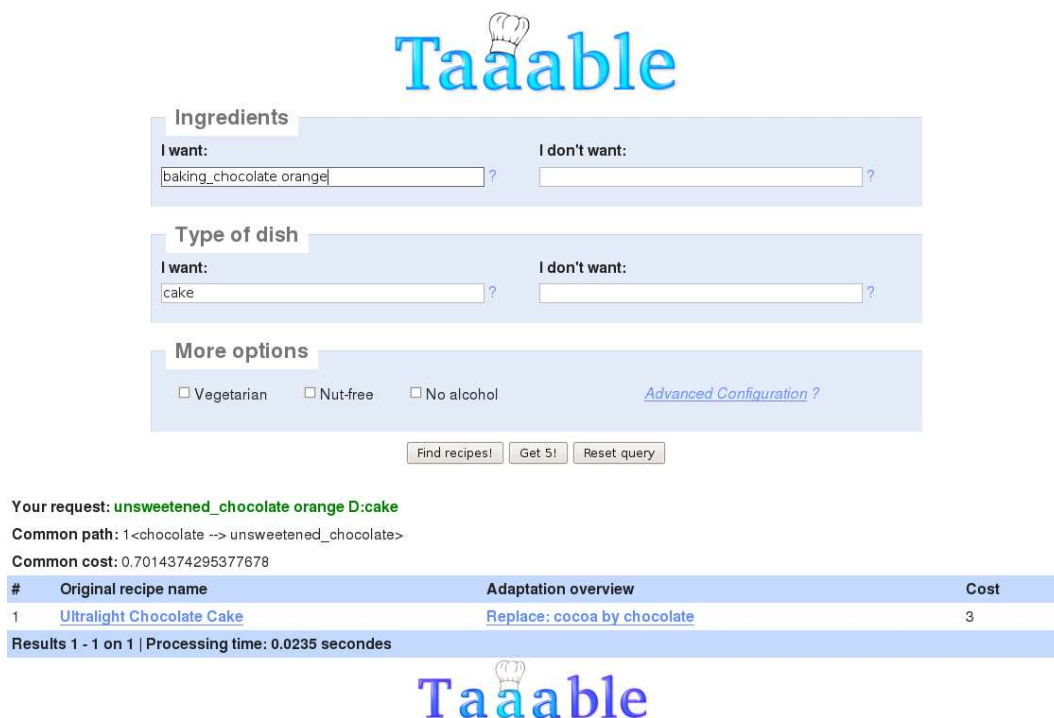 Taaable
Ingredients
I want: I don't want:
baking_chocolate orange ? ?
Type of dish
I want: I don't want:
cake ? ?
More options
Vegetarian Nut-free No alcohol Advanced Configuration ?
Find recipes! Get 5! Reset query
Your request: unsweetened_chocolate orange D:cake
Common path: 1<chocolate --> unsweetened_chocolate>
Common cost: 0.7014374295377678
# Original recipe name Adaptation overview Cost
1 Ultralight Chocolate Cake Replace: cocoa by chocolate 3
Results 1 - 1 on 1 | Processing time: 0.0235 secondes
Taaable